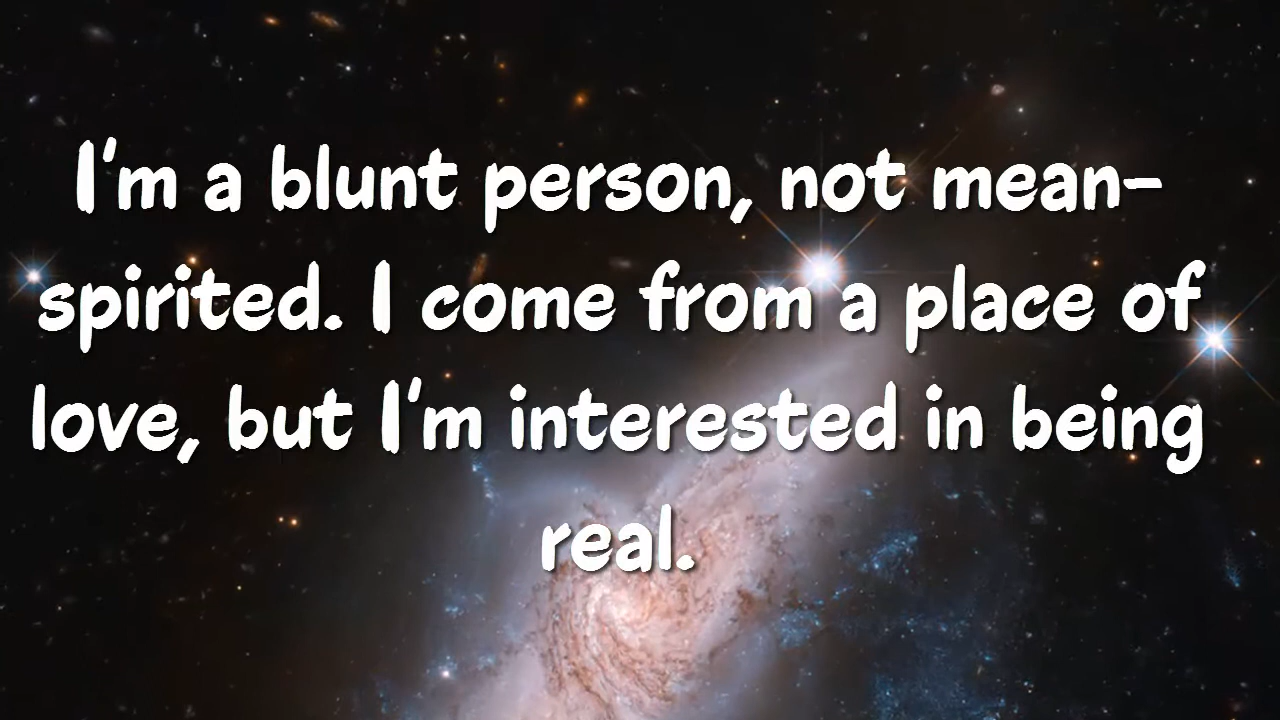 I'm a blunt person, not mean-
spirited. I come from a place of
love, but I'm interested in being
real.